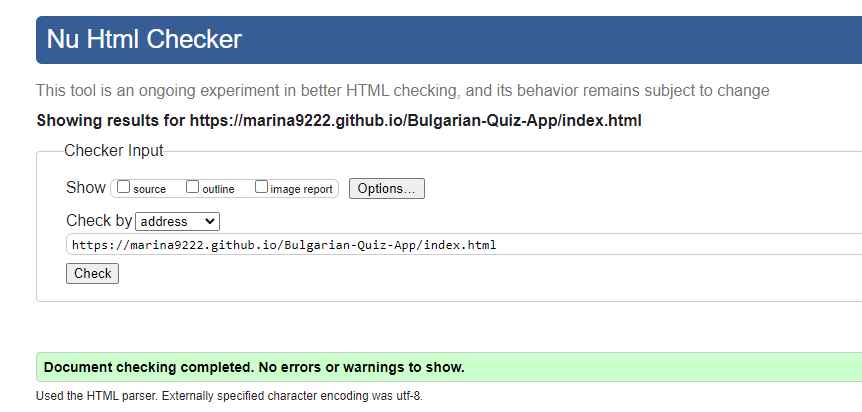 Nu Html Checker
This tool is an ongoing experiment in better HTML checking, and its behavior remains subject to change
Showing results for https://marina9222.github.io/Bulgarian-Quiz-App/index.html
Checker Input
Show source outline image report Options...
Check by address
https://marina9222.github.io/Bulgarian-Quiz-App/index.html
Check
Document checking completed. No errors or warnings to show.
Used the HTML parser. Externally specified character encoding was utf-8.